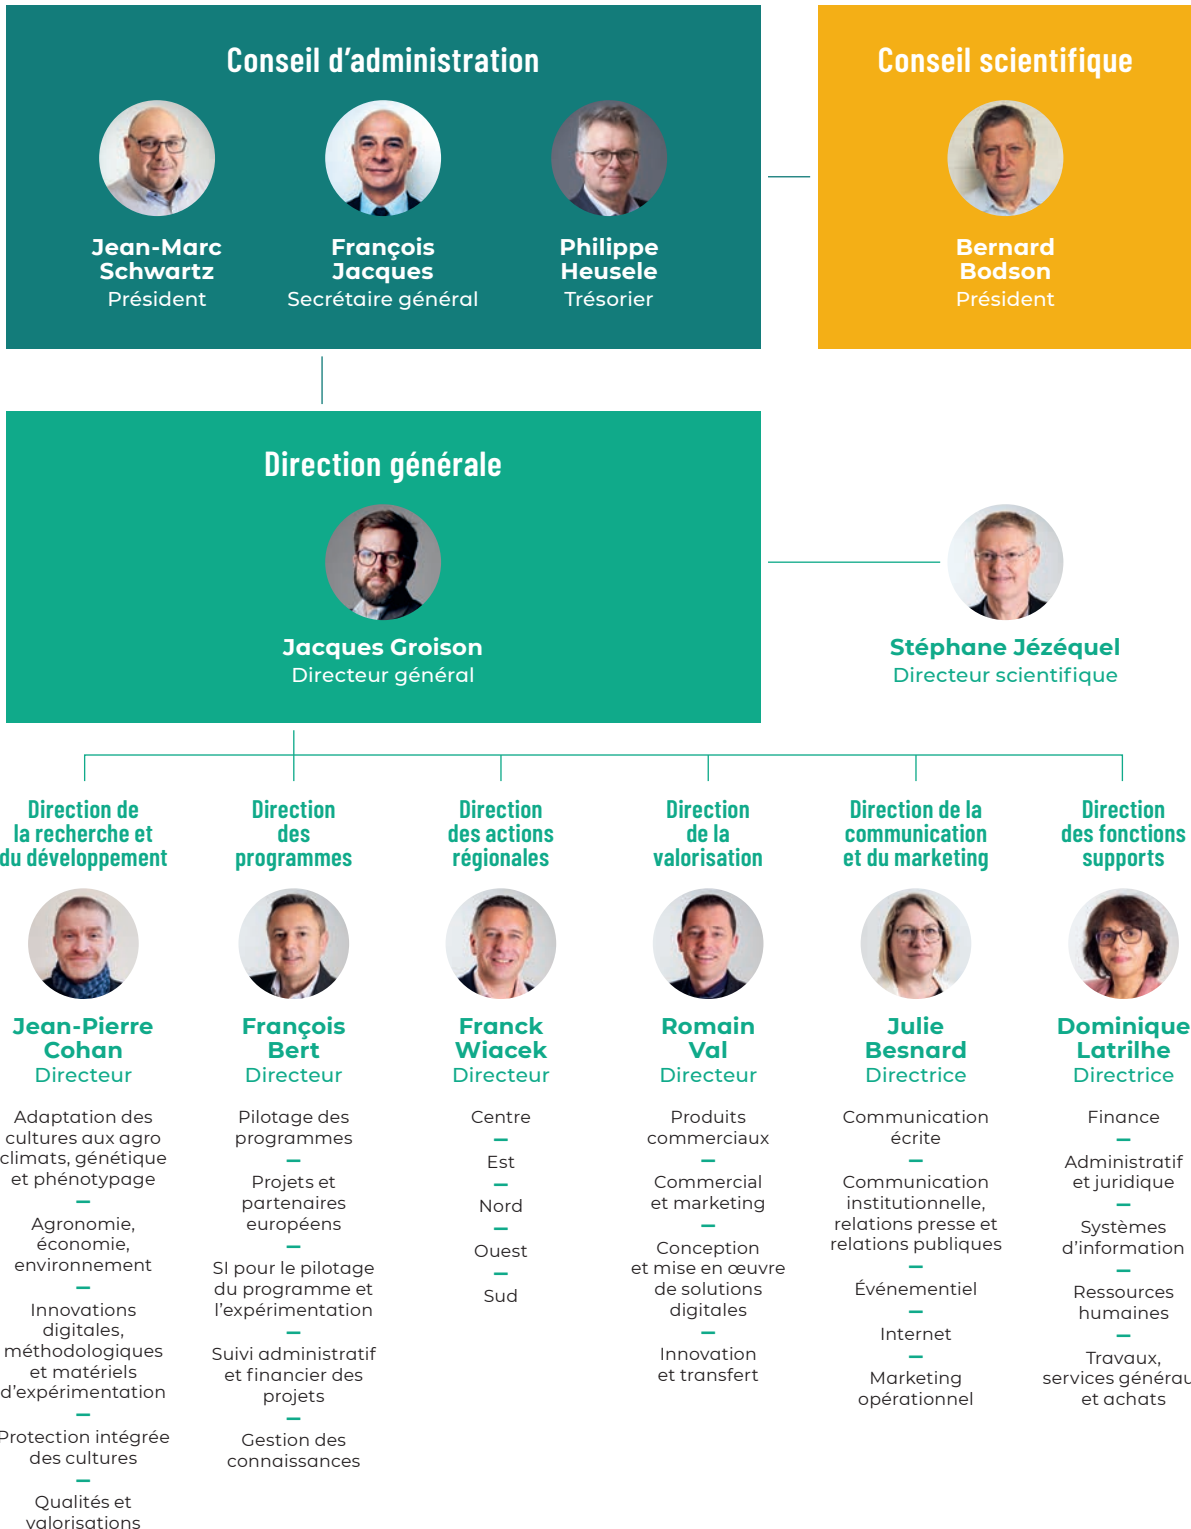 Conseil d'administration
Jean-Marc
Schwartz
Président
François
Jacques
Secrétaire général
Philippe
Heusele
Trésorier
Conseil scientifique
Bernard
Bodson
Président
Direction générale
Jacques Groison
Directeur général
Stéphane Jézéquel
Directeur scientifique
Direction de
la recherche et
du développement
Jean-Pierre
Cohan
Directeur
Adaptation des
cultures aux agro
climats, génétique
et phénotypage
–
Agronomie,
économie,
environnement
–
Innovations
digitales,
méthodologiques
et matériels
d'expérimentation
–
Protection intégrée
des cultures
–
Qualités et
valorisations
Direction
des
programmes
François
Bert
Directeur
Pilotage des
programmes
–
Projets et
partenaires
européens
–
SI pour le pilotage
du programme et
l'expérimentation
–
Suivi administratif
et financier des
projets
–
Gestion des
connaissances
Direction
des actions
régionales
Franck
Wiacek
Directeur
Centre
–
Est
–
Nord
–
Ouest
–
Sud
Direction
de la
valorisation
Romain
Val
Directeur
Produits
commerciaux
–
Commercial
et marketing
–
Conception
et mise en œuvre
de solutions
digitales
–
Innovation
et transfert
Direction de la
communication
et du marketing
Julie
Besnard
Directrice
Communication
écrite
–
Communication
institutionnelle,
relations presse et
relations publiques
–
Événementiel
–
Internet
–
Marketing
opérationnel
Direction
des fonctions
supports
Dominique
Latrilhe
Directrice
Finance
–
Administratif
et juridique
–
Systèmes
d'information
–
Ressources
humaines
–
Travaux,
services générau
et achats